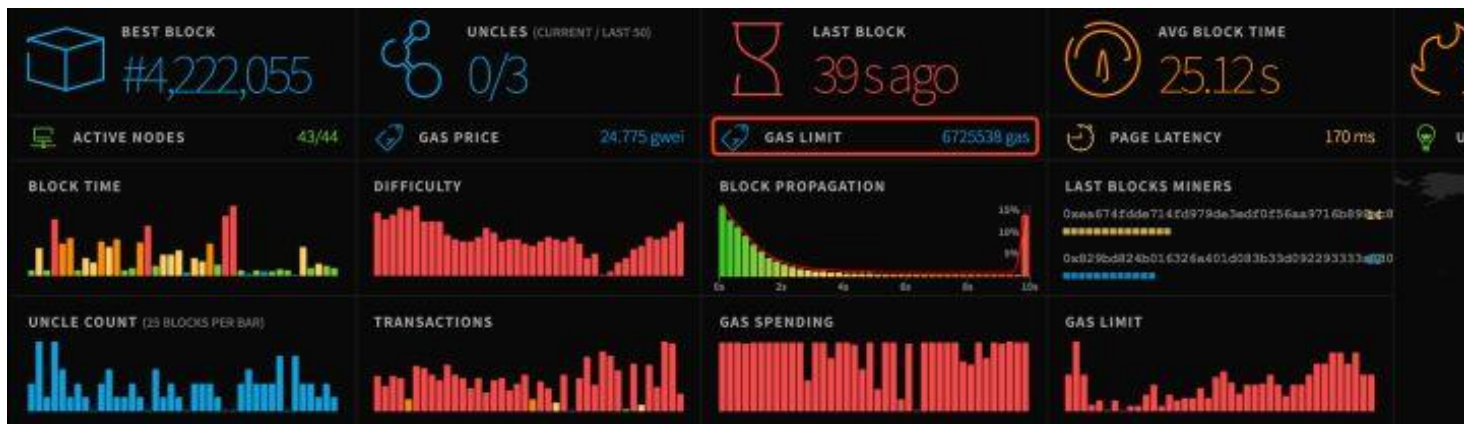 BEST BLOCK
#4,222,055
UNCLES (CURRENT / LAST 50)
0/3
LAST BLOCK
39 s ago
AVG BLOCK TIME
25.12 s
ACTIVE NODES 43/44
GAS PRICE 24.775 gwei
GAS LIMIT 6725538 gas
PAGE LATENCY 170 ms
U
BLOCK TIME
DIFFICULTY
BLOCK PROPAGATION
15%
10%
5%
0s 2s 4s 6s 8s 10s
LAST BLOCKS MINERS
UNCLE COUNT (25 BLOCKS PER BAR)
TRANSACTIONS
GAS SPENDING
GAS LIMIT